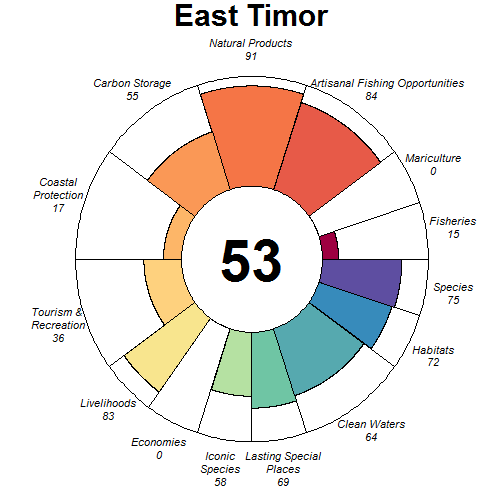 East Timor
Natural Products
91
Carbon Storage
55
Artisanal Fishing Opportunities
84
Mariculture
0
Coastal
Protection
17
Fisheries
15
53
Species
75
Tourism &
Recreation
36
Habitats
72
Livelihoods
83
Clean Waters
64
Economies
0
Iconic
Species
58
Lasting Special
Places
69